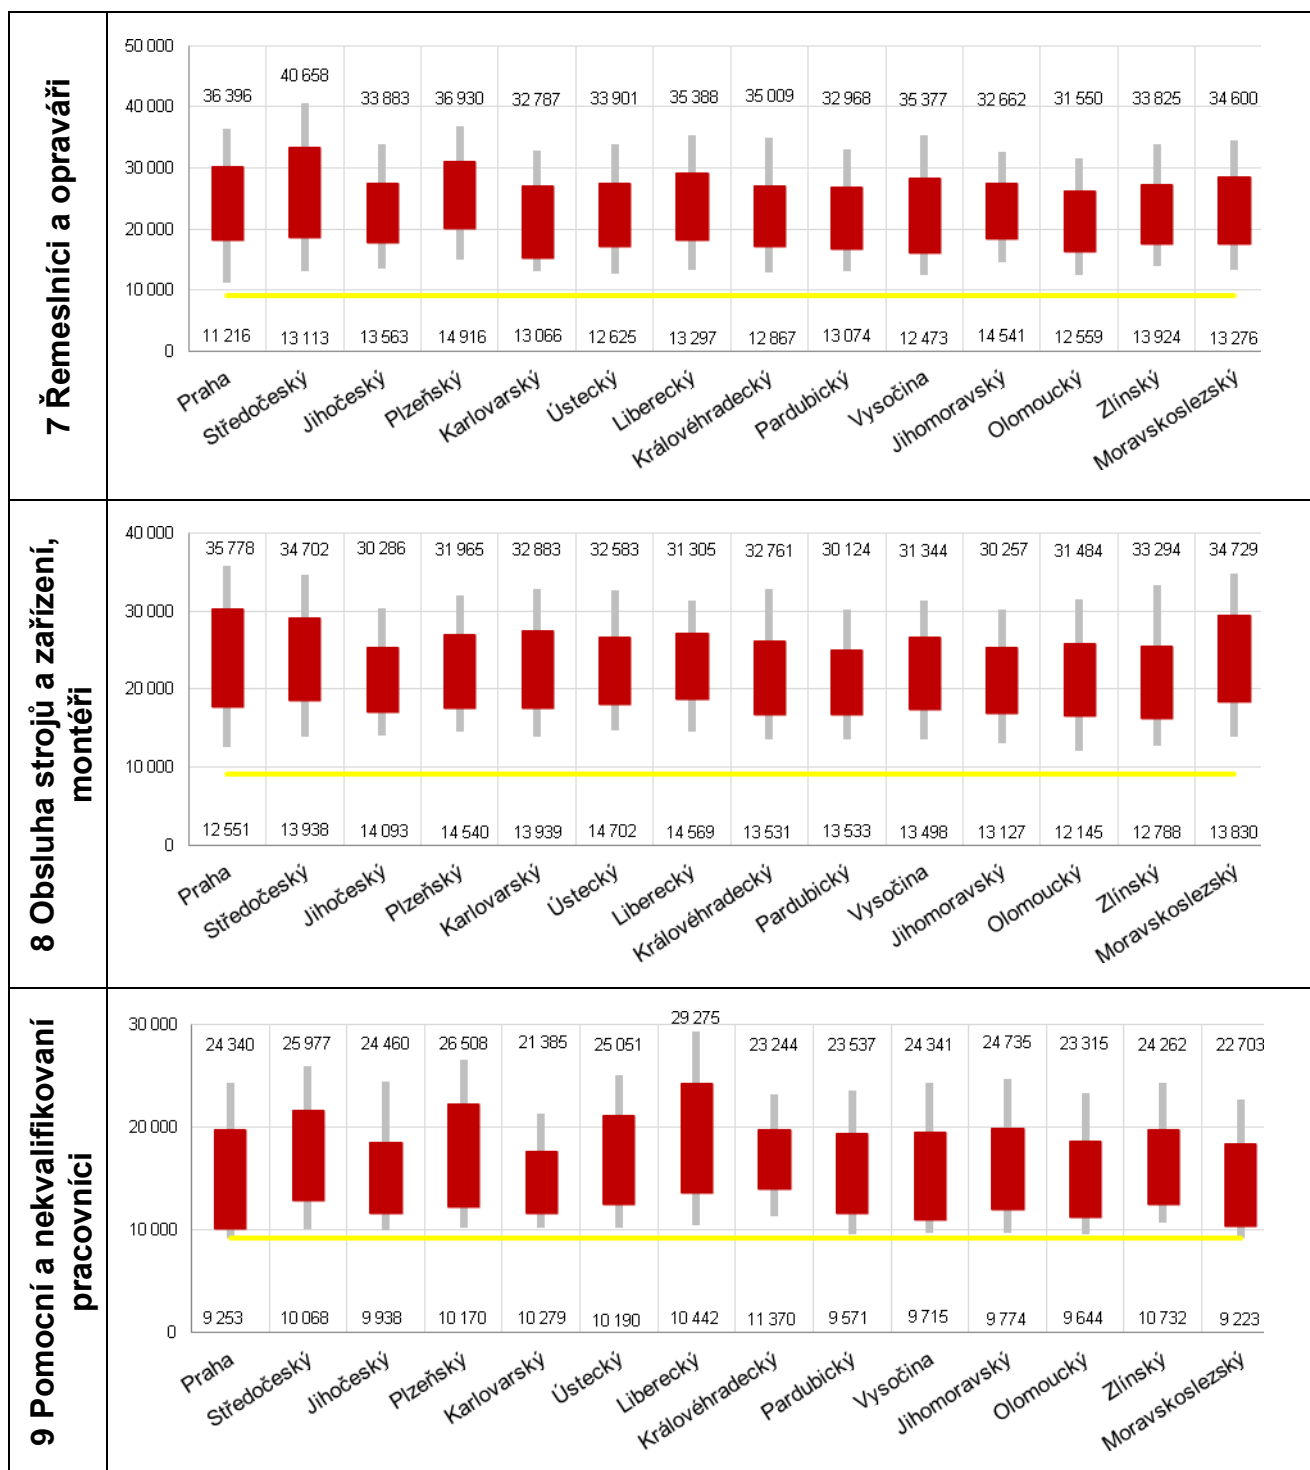 7 Řemeslníci a opraváři
50 000
40 000
30 000
20 000
10 000
0
36 396 40 658 33 883 36 930 32 787 33 901 35 388 35 009 32 968 35 377 32 662 31 550 33 825 34 600
11 216 13 113 13 563 14 916 13 066 12 625 13 297 12 867 13 074 12 473 14 541 12 559 13 924 13 276
Praha Středočeský Jihočeský Plzeňský Karlovarský Ústecký Liberecký Královéhradecký Pardubický Vysočina Jihomoravský Olomoucký Zlínský Moravskoslezský
8 Obsluha strojů a zařízení,
montéři
40 000
30 000
20 000
10 000
0
35 778 34 702 30 286 31 965 32 883 32 583 31 305 32 761 30 124 31 344 30 257 31 484 33 294 34 729
12 551 13 938 14 093 14 540 13 939 14 702 14 569 13 531 13 533 13 498 13 127 12 145 12 788 13 830
Praha Středočeský Jihočeský Plzeňský Karlovarský Ústecký Liberecký Královéhradecký Pardubický Vysočina Jihomoravský Olomoucký Zlínský Moravskoslezský
9 Pomocní a nekvalifikovaní
pracovníci
30 000
20 000
10 000
0
24 340 25 977 24 460 26 508 21 385 25 051 29 275 23 244 23 537 24 341 24 735 23 315 24 262 22 703
9 253 10 068 9 938 10 170 10 279 10 190 10 442 11 370 9 571 9 715 9 774 9 644 10 732 9 223
Praha Středočeský Jihočeský Plzeňský Karlovarský Ústecký Liberecký Královéhradecký Pardubický Vysočina Jihomoravský Olomoucký Zlínský Moravskoslezský